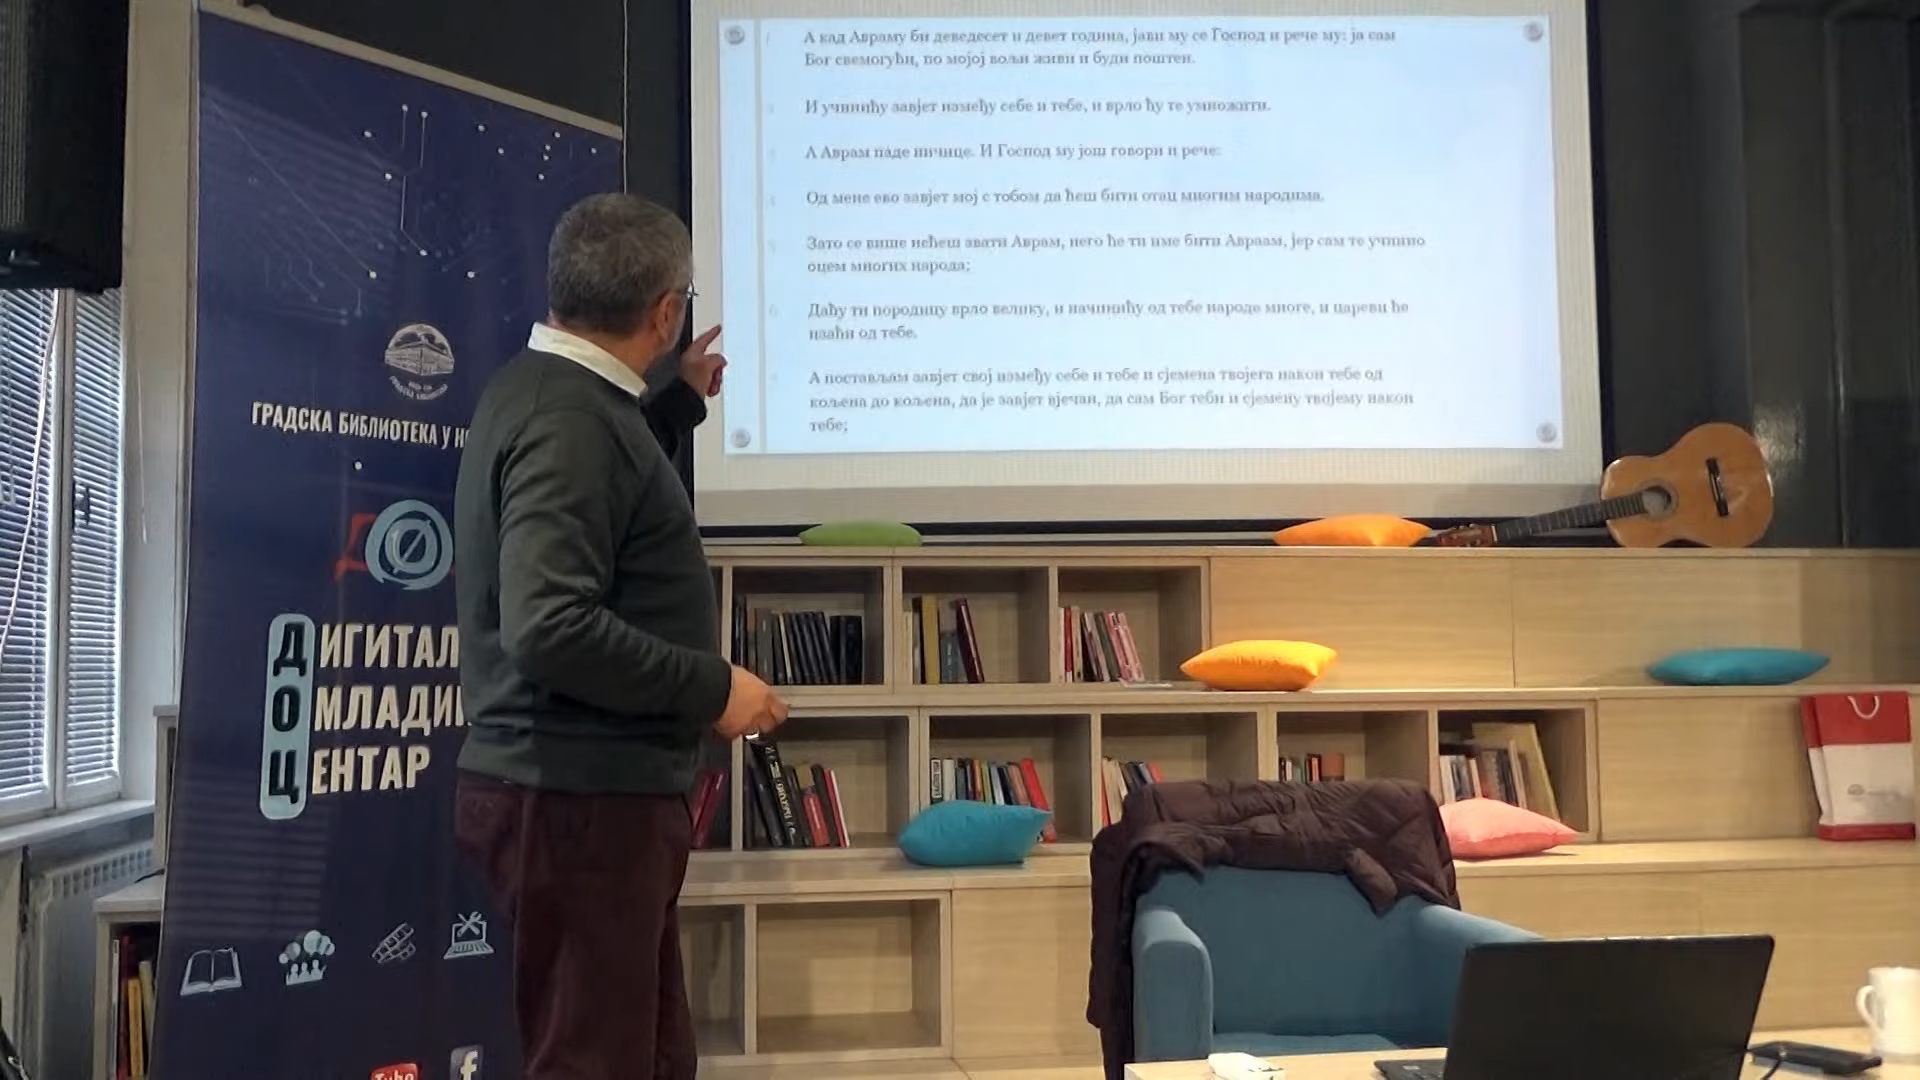 А кад Авраму би деведесет и девет година, јави му се Господ и рече му: ја сам
Бог свемогући, по мојој вољи живи и буди поштен.
И учинићу завјет између себе и тебе, и врло ћу те умножити.
А Аврам паде ничице. И Господ му још говори и рече:
Од мене ево завјет мој с тобом да ћеш бити отац многим народима.
Зато се више нећеш звати Аврам, него ће ти име бити Авраам, јер сам те учинио
оцем многих народа;
6
Даћу ти породицу врло велику, и начинићу од тебе народе многе, и цареви ће
изаћи од тебе.
А постављам завјет свој између себе и тебе и сјемена твојега након тебе од
кољена до кољена, да је завјет вјечан, да сам Бог теби и сјемену твојему након
тебе;
ГРАДСКА БИБЛИОТЕКА У
ДИГИТАЛ
ОМЛАДИН
ЦЕНТАР
Tube
f